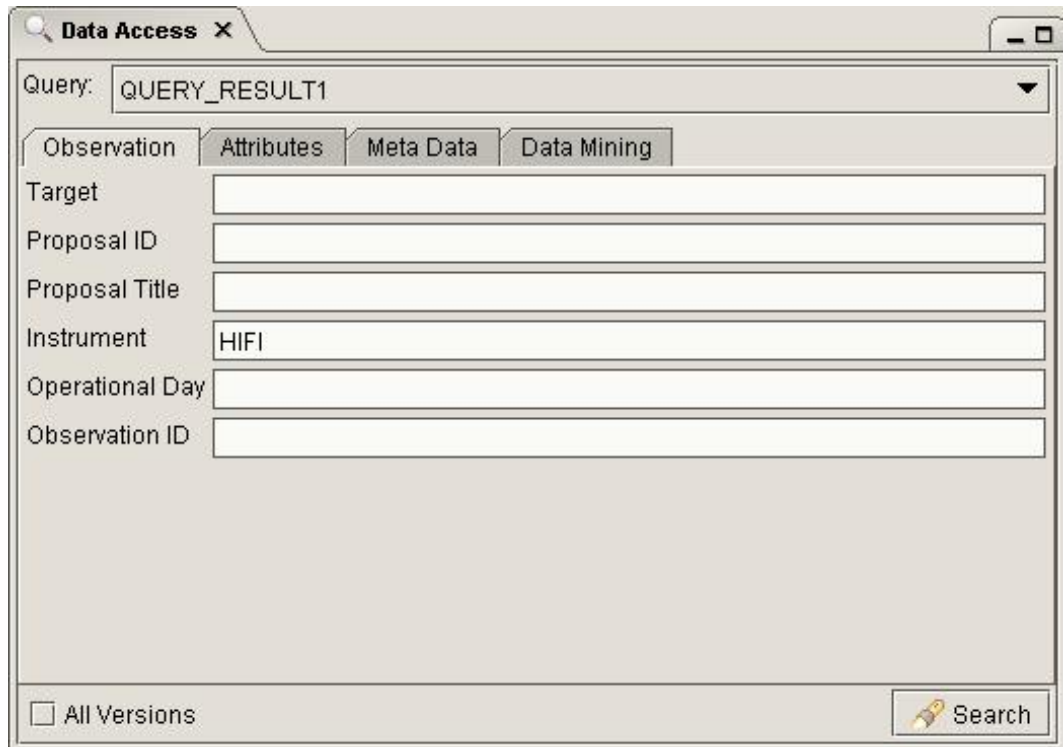 Data Access
Query: QUERY_RESULT1
Observation Attributes Meta Data Data Mining
Target
Proposal ID
Proposal Title
Instrument HIFI
Operational Day
Observation ID
All Versions Search